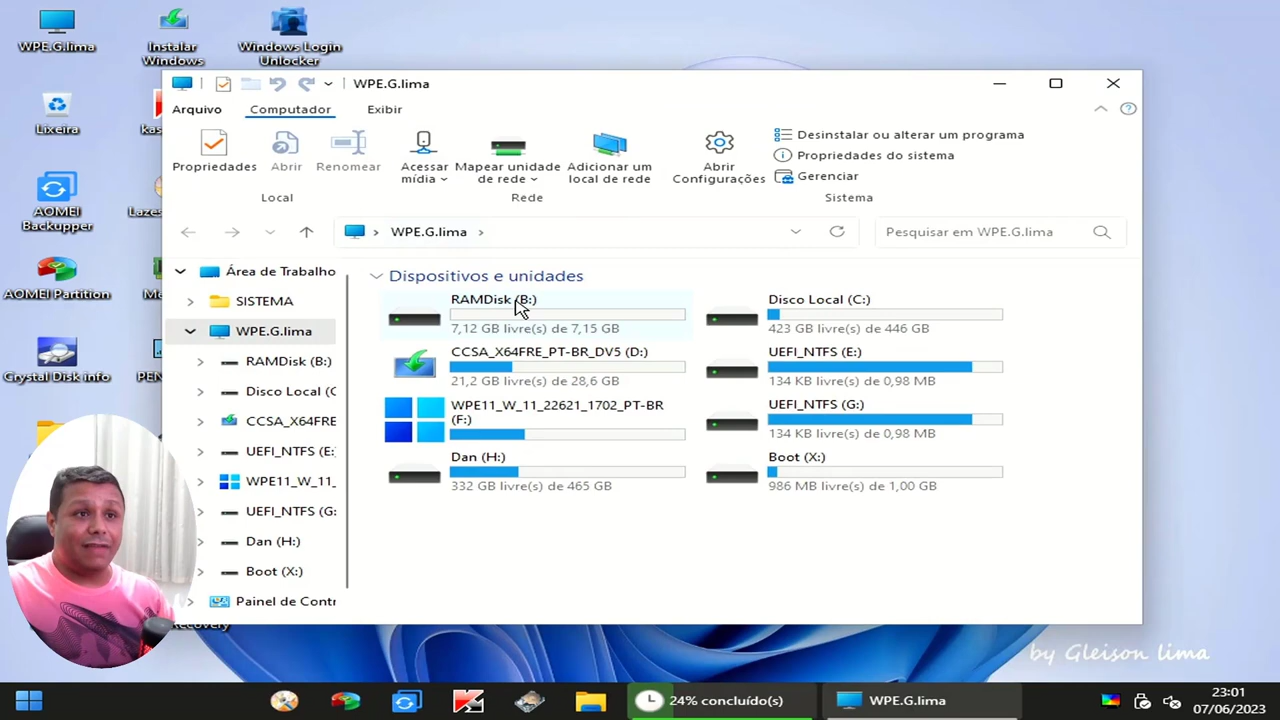 WPE.G.lima
Instalar
Windows
Windows Login
Unlocker
Lixeira
kas
AOMEI
Backupper
Lazes
AOMEI Partition
Me
Crystal Disk info
PEN
WPE.G.lima
Arquivo
Computador
Exibir
Propriedades
Abrir
Renomear
Acessar
mídia
Mapear unidade
de rede
Adicionar um
local de rede
Abrir
Configurações
Desinstalar ou alterar um programa
Propriedades do sistema
Gerenciar
Local
Rede
Sistema
WPE.G.lima
Pesquisar em WPE.G.lima
Área de Trabalho
SISTEMA
WPE.G.lima
RAMDisk (B:)
Disco Local (C
CCSA_X64FRE
UEFI_NTFS (E:
WPE11_W_11_
UEFI_NTFS (G:
Dan (H:)
Boot (X:)
Painel de Contr
Dispositivos e unidades
RAMDisk (B:)
7,12 GB livre(s) de 7,15 GB
Disco Local (C:)
423 GB livre(s) de 446 GB
CCSA_X64FRE_PT-BR_DV5 (D:)
21,2 GB livre(s) de 28,6 GB
UEFI_NTFS (E:)
134 KB livre(s) de 0,98 MB
WPE11_W_11_22621_1702_PT-BR
(F:)
UEFI_NTFS (G:)
134 KB livre(s) de 0,98 MB
Dan (H:)
332 GB livre(s) de 465 GB
Boot (X:)
986 MB livre(s) de 1,00 GB
Recovery
by Gleison lima
24% concluído(s)
WPE.G.lima
23:01
07/06/2023